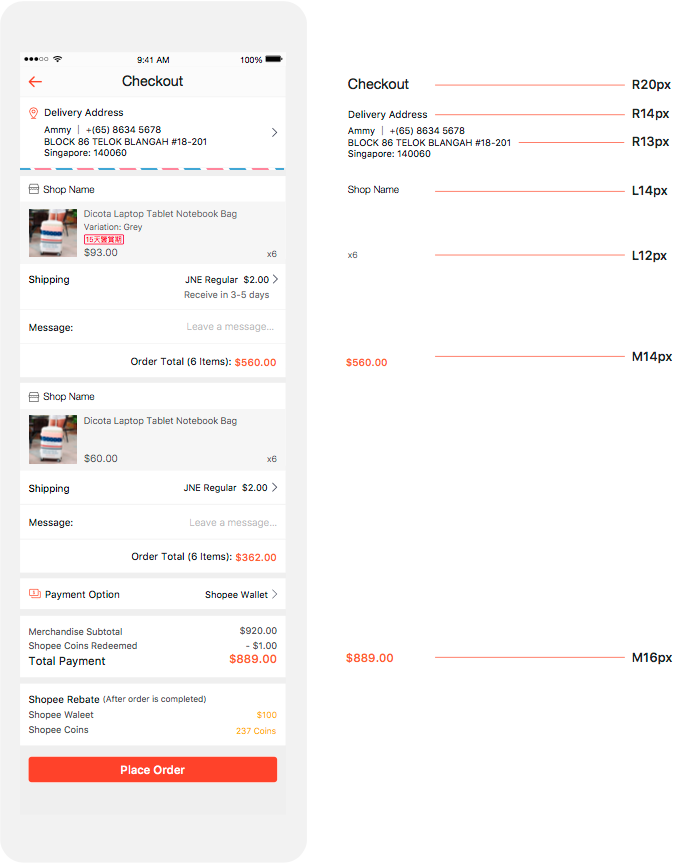 9:41 AM 100%
Checkout
Delivery Address
Ammy | +(65) 8634 5678
BLOCK 86 TELOK BLANGAH #18-201
Singapore: 140060
Shop Name
Dicota Laptop Tablet Notebook Bag
Variation: Grey
15天鑒賞期
$93.00 x6
Shipping JNE Regular $2.00
Receive in 3-5 days
Message: Leave a message...
Order Total (6 Items): $560.00
Shop Name
Dicota Laptop Tablet Notebook Bag
$60.00 x6
Shipping JNE Regular $2.00
Message: Leave a message...
Order Total (6 Items): $362.00
Payment Option Shopee Wallet
Merchandise Subtotal $920.00
Shopee Coins Redeemed - $1.00
Total Payment $889.00
Shopee Rebate (After order is completed)
Shopee Waleet $100
Shopee Coins 237 Coins
Place Order
Checkout R20px
Delivery Address R14px
Ammy | +(65) 8634 5678
BLOCK 86 TELOK BLANGAH #18-201 R13px
Singapore: 140060
Shop Name L14px
x6 L12px
$560.00 M14px
$889.00 M16px